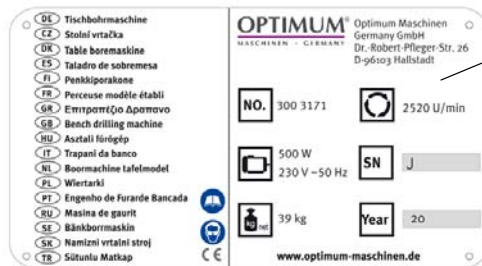 DE Tischbohrmaschine
CZ Stolní vrtačka
DK Table boremaskine
ES Taladro de sobremesa
FI Penkkiporakone
FR Perceuse modèle établi
GR Επιτραπέζιο Δραπανο
GB Bench drilling machine
HU Asztali fúrógép
IT Trapani da banco
NL Boormachine tafelmodel
PL Wiertarki
PT Engenho de Furarde Bancada
RU Masina de gaurit
SE Bänkborrmaskin
SK Namizni vrtalni stroj
TR Sütunlu Matkap
CE
OPTIMUM®
MASCHINEN - GERMANY
Optimum Maschinen
Germany GmbH
Dr.-Robert-Pfleger-Str. 26
D-96103 Hallstadt
NO. 300 3171
2520 U/min
500 W
230 V ~50 Hz
SN J
kg net 39 kg
Year 20
www.optimum-maschinen.de